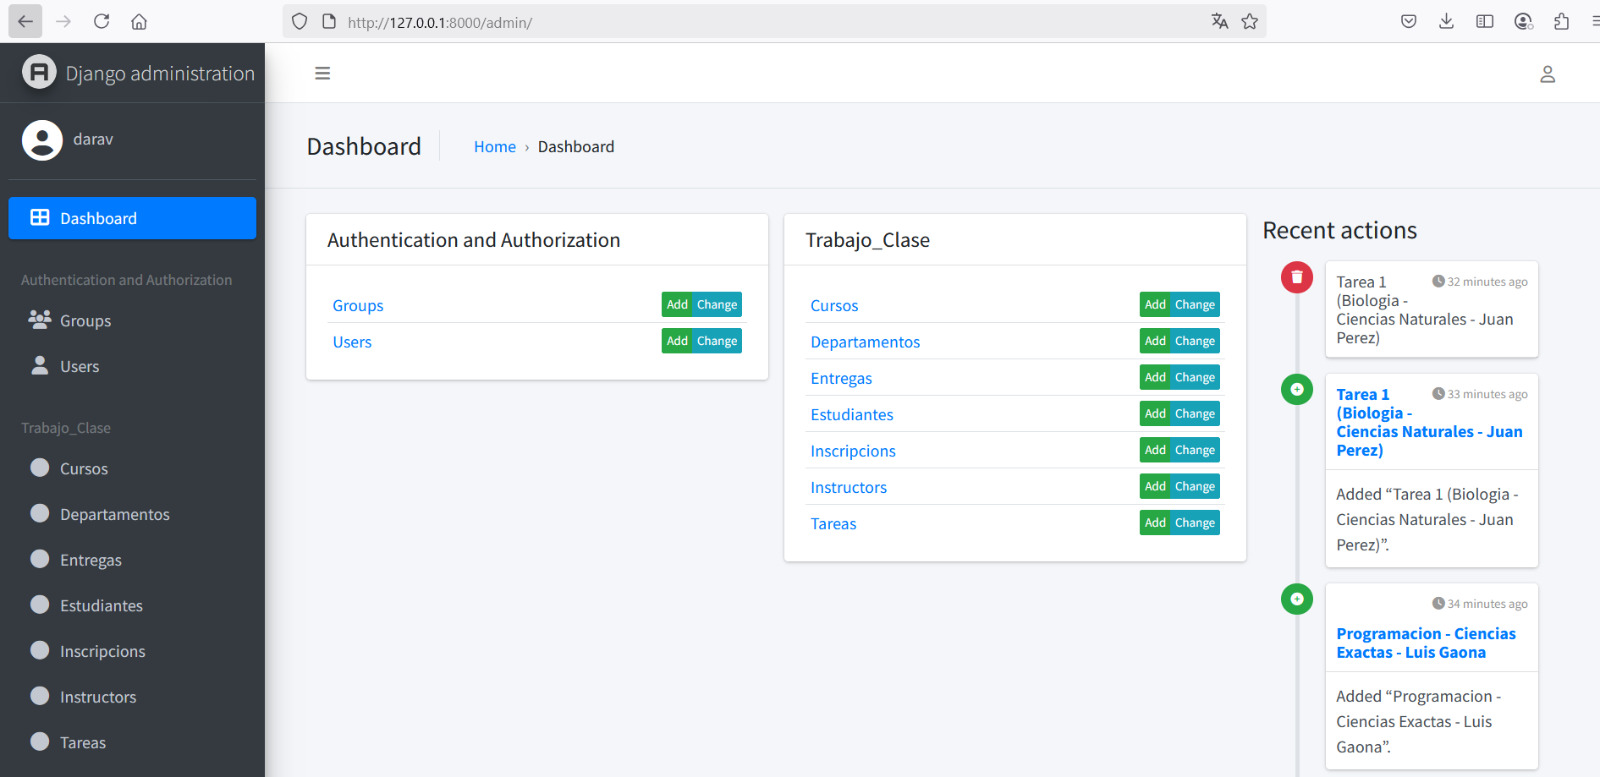 http://127.0.0.1:8000/admin/
Django administration
darav
Dashboard
Authentication and Authorization
Groups
Users
Trabajo_Clase
Cursos
Departamentos
Entregas
Estudiantes
Inscripcions
Instructors
Tareas
Dashboard
Home › Dashboard
Authentication and Authorization
Groups Add Change
Users Add Change
Trabajo_Clase
Cursos Add Change
Departamentos Add Change
Entregas Add Change
Estudiantes Add Change
Inscripcions Add Change
Instructors Add Change
Tareas Add Change
Recent actions
Tarea 1 32 minutes ago
(Biologia -
Ciencias Naturales - Juan
Perez)
Tarea 1 33 minutes ago
(Biologia -
Ciencias Naturales - Juan
Perez)
Added “Tarea 1 (Biologia -
Ciencias Naturales - Juan
Perez)”.
34 minutes ago
Programacion - Ciencias
Exactas - Luis Gaona
Added “Programacion -
Ciencias Exactas - Luis
Gaona”.